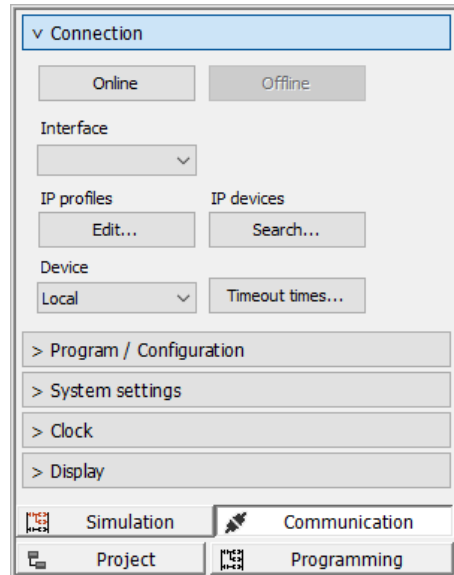 v Connection
Online Offline
Interface
IP profiles IP devices
Edit... Search...
Device
Local Timeout times...
> Program / Configuration
> System settings
> Clock
> Display
Simulation Communication
Project Programming